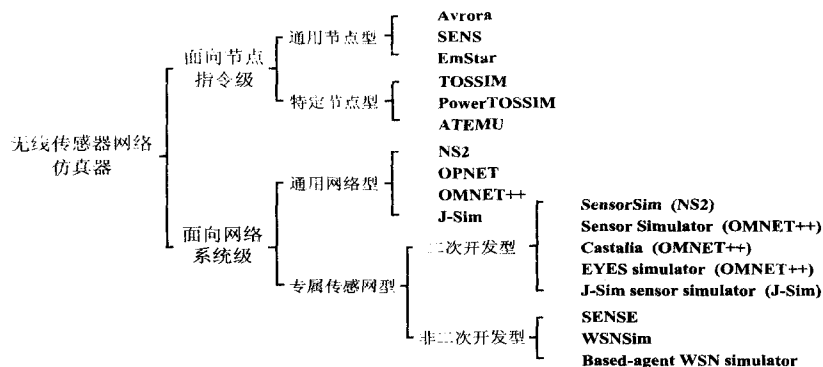 无线传感器网络
仿真器
面向节点
指令级
通用节点型
Avrora
SENS
EmStar
特定节点型
TOSSIM
PowerTOSSIM
ATEMU
面向网络
系统级
通用网络型
NS2
OPNET
OMNET++
J-Sim
专属传感网型
二次开发型
SensorSim (NS2)
Sensor Simulator (OMNET++)
Castalia (OMNET++)
EYES simulator (OMNET++)
J-Sim sensor simulator (J-Sim)
非二次开发型
SENSE
WSNSim
Based-agent WSN simulator